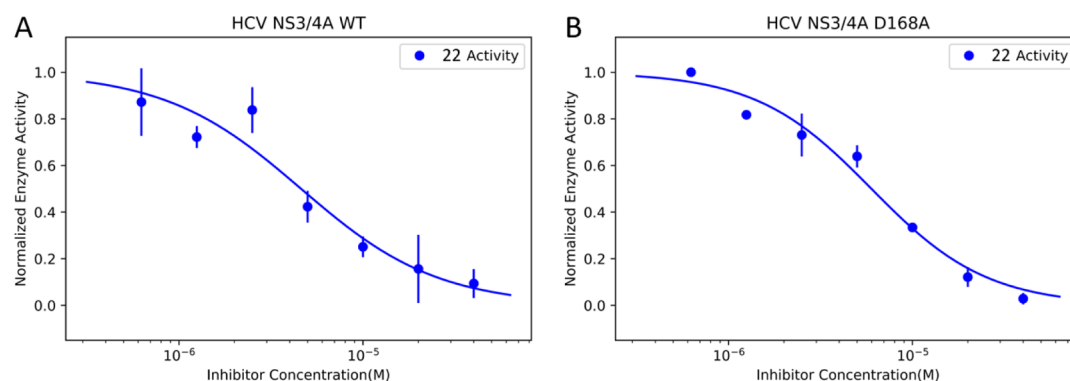 A
HCV NS3/4A WT
22 Activity
Normalized Enzyme Activity
1.0
0.8
0.6
0.4
0.2
0.0
10⁻⁶
10⁻⁵
Inhibitor Concentration(M)
B
HCV NS3/4A D168A
22 Activity
Normalized Enzyme Activity
1.0
0.8
0.6
0.4
0.2
0.0
10⁻⁶
10⁻⁵
Inhibitor Concentration(M)